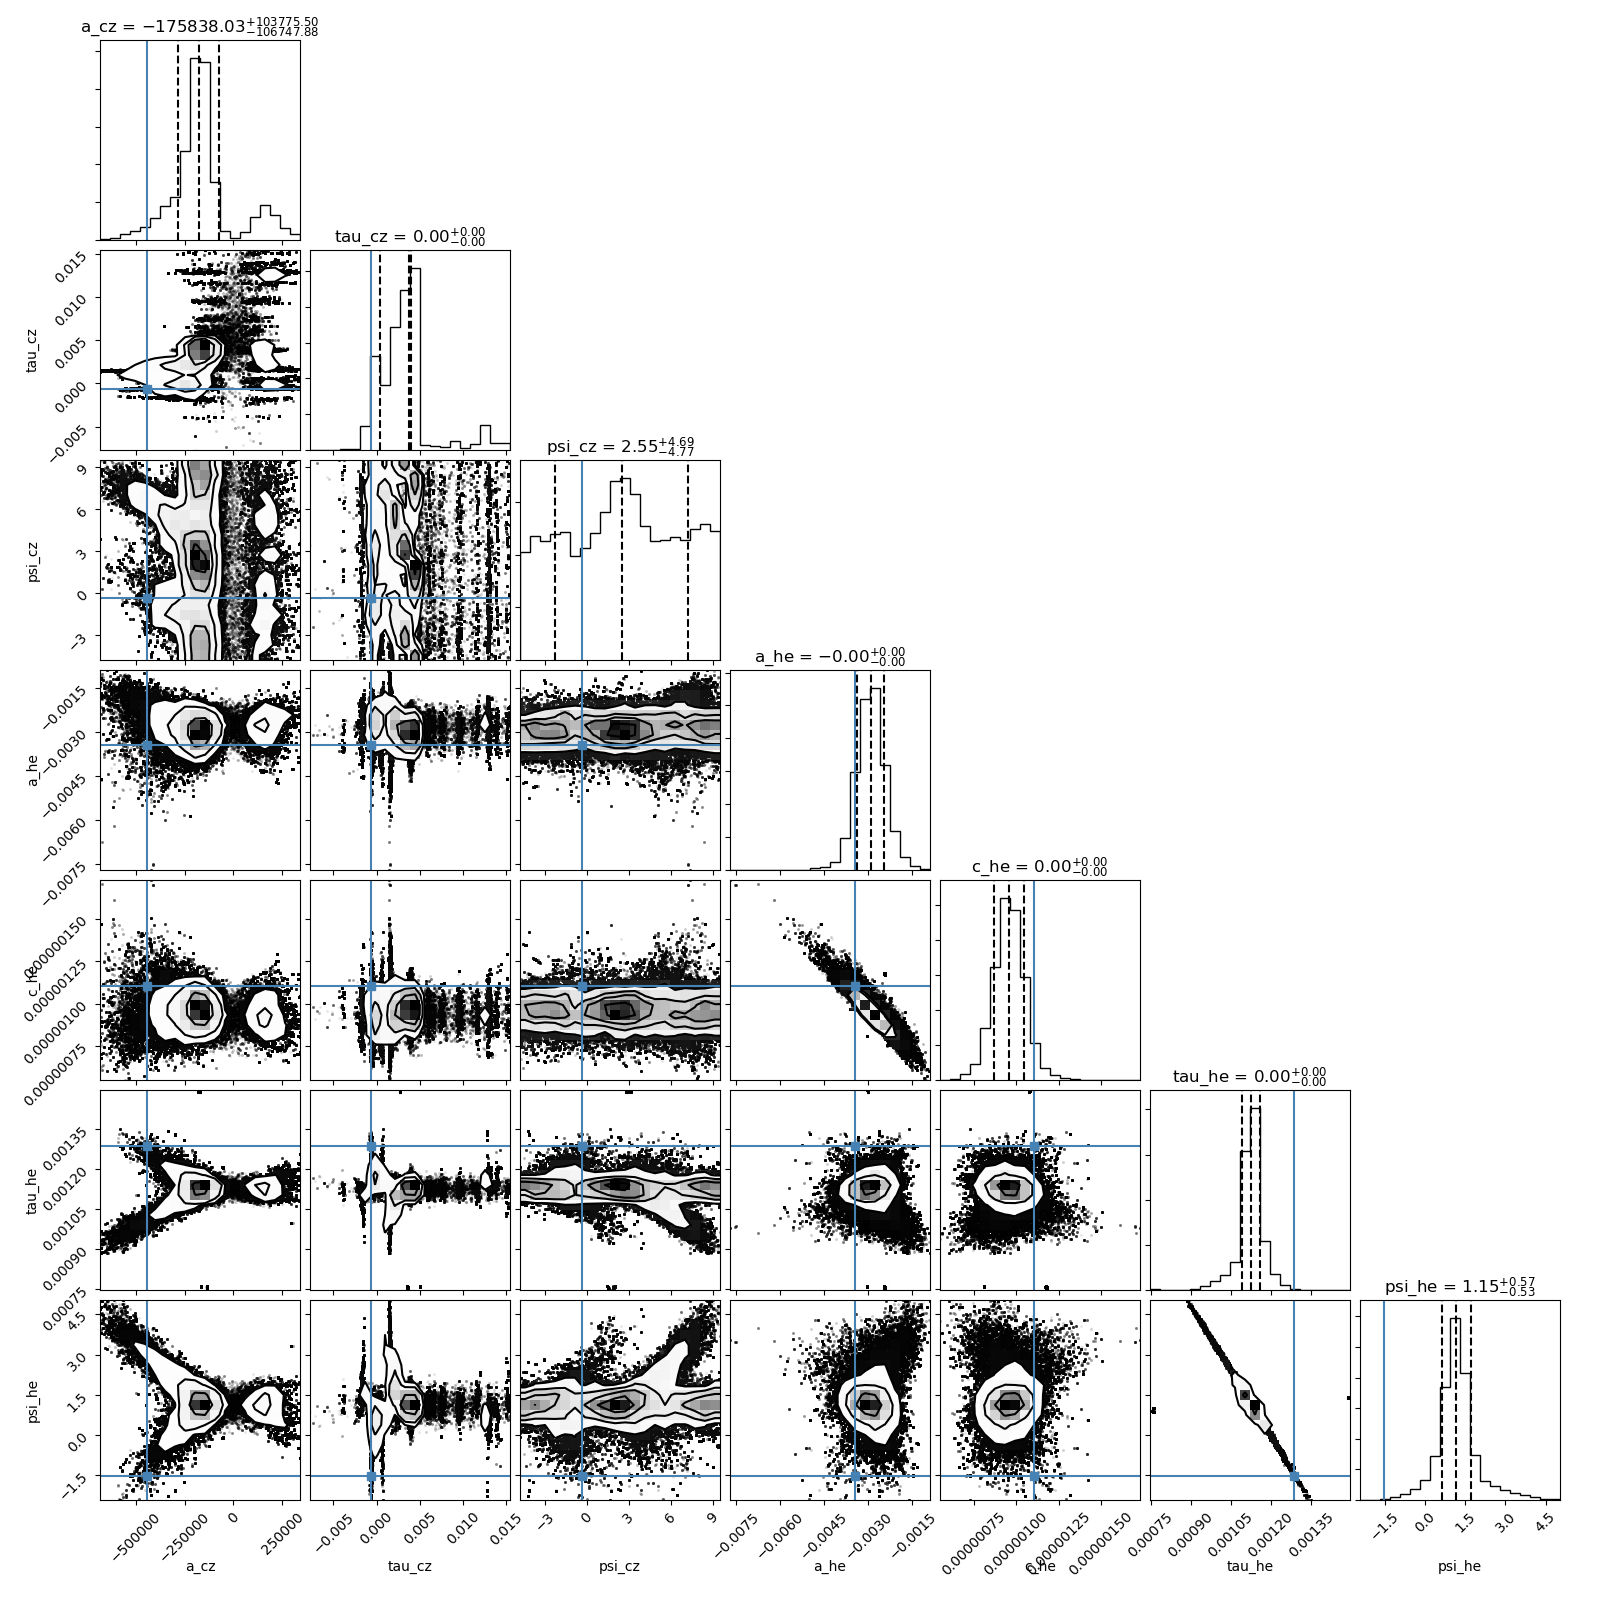 a_cz = −175838.03 +103775.50 −106747.88
tau_cz = 0.00 +0.00 −0.00
0.015
0.010
0.005
0.000
−0.005
tau_cz
psi_cz = 2.55 +4.69 −4.77
9
6
3
0
−3
psi_cz
a_he = −0.00 +0.00 −0.00
−0.0015
−0.0030
−0.0045
−0.0060
−0.0075
a_he
c_he = 0.00 +0.00 −0.00
0.00000150
0.00000125
0.00000100
0.00000075
c_he
tau_he = 0.00 +0.00 −0.00
0.00135
0.00120
0.00105
0.00090
0.00075
tau_he
psi_he = 1.15 +0.57 −0.53
4.5
3.0
1.5
0.0
−1.5
psi_he
−500000 −250000 0 250000
−0.005 0.000 0.005 0.010 0.015
−3 0 3 6 9
−0.0075 −0.0060 −0.0045 −0.0030 −0.0015
0.00000075 0.00000100 0.00000125 0.00000150
0.00075 0.00090 0.00105 0.00120 0.00135
−1.5 0.0 1.5 3.0 4.5
a_cz tau_cz psi_cz a_he c_he tau_he psi_he